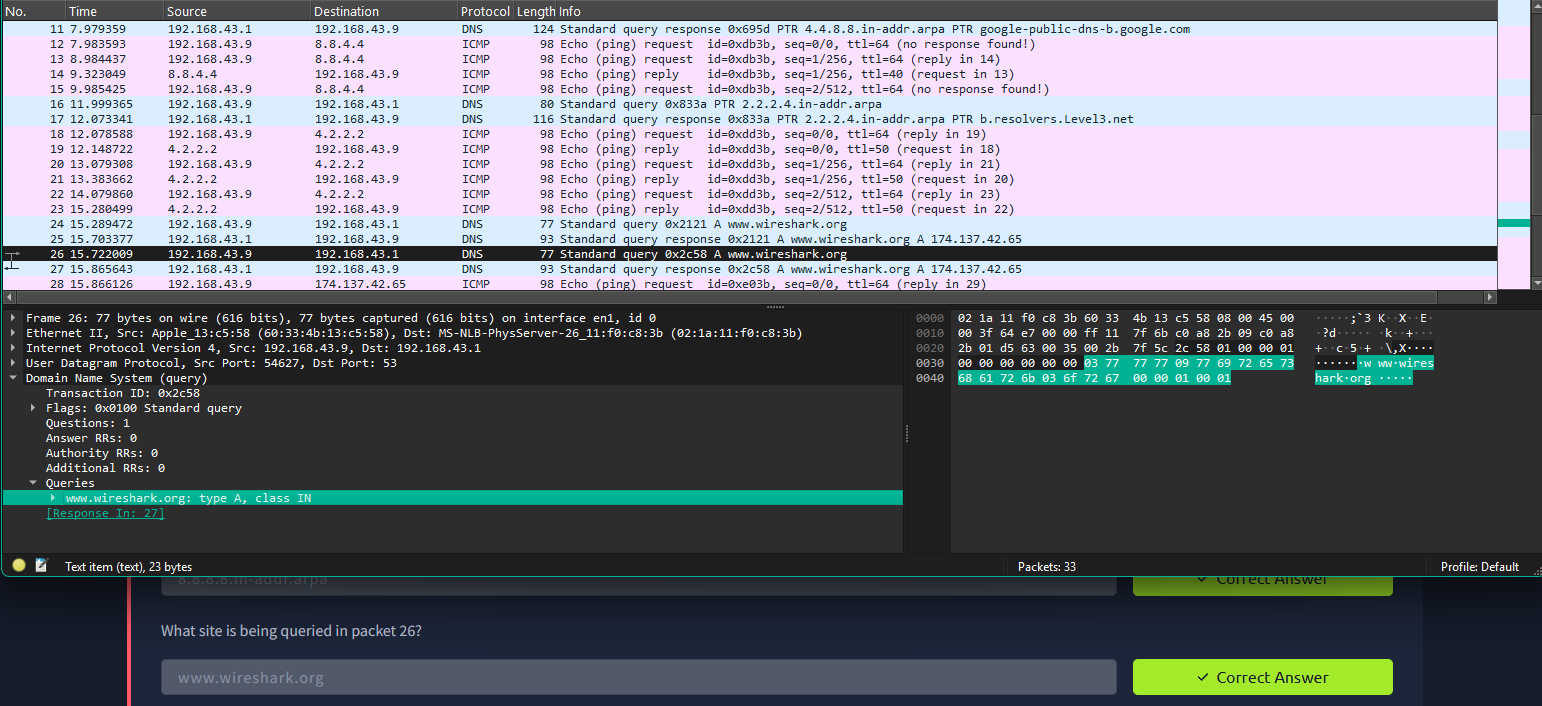 No. Time Source Destination Protocol Length Info
11 7.979359 192.168.43.1 192.168.43.9 DNS 124 Standard query response 0x695d PTR 4.4.8.8.in-addr.arpa PTR google-public-dns-b.google.com
12 7.983593 192.168.43.9 8.8.4.4 ICMP 98 Echo (ping) request id=0xdb3b, seq=0/0, ttl=64 (no response found!)
13 8.984437 192.168.43.9 8.8.4.4 ICMP 98 Echo (ping) request id=0xdb3b, seq=1/256, ttl=64 (reply in 14)
14 9.323049 8.8.4.4 192.168.43.9 ICMP 98 Echo (ping) reply id=0xdb3b, seq=1/256, ttl=40 (request in 13)
15 9.985425 192.168.43.9 8.8.4.4 ICMP 98 Echo (ping) request id=0xdb3b, seq=2/512, ttl=64 (no response found!)
16 11.999365 192.168.43.9 192.168.43.1 DNS 80 Standard query 0x833a PTR 2.2.2.4.in-addr.arpa
17 12.073341 192.168.43.1 192.168.43.9 DNS 116 Standard query response 0x833a PTR 2.2.2.4.in-addr.arpa PTR b.resolvers.Level3.net
18 12.078588 192.168.43.9 4.2.2.2 ICMP 98 Echo (ping) request id=0xdd3b, seq=0/0, ttl=64 (reply in 19)
19 12.148722 4.2.2.2 192.168.43.9 ICMP 98 Echo (ping) reply id=0xdd3b, seq=0/0, ttl=50 (request in 18)
20 13.079308 192.168.43.9 4.2.2.2 ICMP 98 Echo (ping) request id=0xdd3b, seq=1/256, ttl=64 (reply in 21)
21 13.383662 4.2.2.2 192.168.43.9 ICMP 98 Echo (ping) reply id=0xdd3b, seq=1/256, ttl=50 (request in 20)
22 14.079860 192.168.43.9 4.2.2.2 ICMP 98 Echo (ping) request id=0xdd3b, seq=2/512, ttl=64 (reply in 23)
23 15.280499 4.2.2.2 192.168.43.9 ICMP 98 Echo (ping) reply id=0xdd3b, seq=2/512, ttl=50 (request in 22)
24 15.289472 192.168.43.9 192.168.43.1 DNS 77 Standard query 0x2121 A www.wireshark.org
25 15.703377 192.168.43.1 192.168.43.9 DNS 93 Standard query response 0x2121 A www.wireshark.org A 174.137.42.65
26 15.722009 192.168.43.9 192.168.43.1 DNS 77 Standard query 0x2c58 A www.wireshark.org
27 15.865643 192.168.43.1 192.168.43.9 DNS 93 Standard query response 0x2c58 A www.wireshark.org A 174.137.42.65
28 15.866126 192.168.43.9 174.137.42.65 ICMP 98 Echo (ping) request id=0xe03b, seq=0/0, ttl=64 (reply in 29)
Frame 26: 77 bytes on wire (616 bits), 77 bytes captured (616 bits) on interface en1, id 0
Ethernet II, Src: Apple_13:c5:58 (60:33:4b:13:c5:58), Dst: MS-NLB-PhysServer-26_11:f0:c8:3b (02:1a:11:f0:c8:3b)
Internet Protocol Version 4, Src: 192.168.43.9, Dst: 192.168.43.1
User Datagram Protocol, Src Port: 54627, Dst Port: 53
Domain Name System (query)
Transaction ID: 0x2c58
Flags: 0x0100 Standard query
Questions: 1
Answer RRs: 0
Authority RRs: 0
Additional RRs: 0
Queries
www.wireshark.org: type A, class IN
[Response In: 27]
0000 02 1a 11 f0 c8 3b 60 33 4b 13 c5 58 08 00 45 00 ·····;`3 K··X··E·
0010 00 3f 64 e7 00 00 ff 11 7f 6b c0 a8 2b 09 c0 a8 ·?d····· ·k··+···
0020 2b 01 d5 63 00 35 00 2b 7f 5c 2c 58 01 00 00 01 +··c·5·+ ·\,X····
0030 00 00 00 00 00 00 03 77 77 77 09 77 69 72 65 73 ·······w ww·wires
0040 68 61 72 6b 03 6f 72 67 00 00 01 00 01 hark·org ·····
Text item (text), 23 bytes
Packets: 33
Profile: Default
8.8.8.8.in-addr.arpa
Correct Answer
What site is being queried in packet 26?
www.wireshark.org
Correct Answer